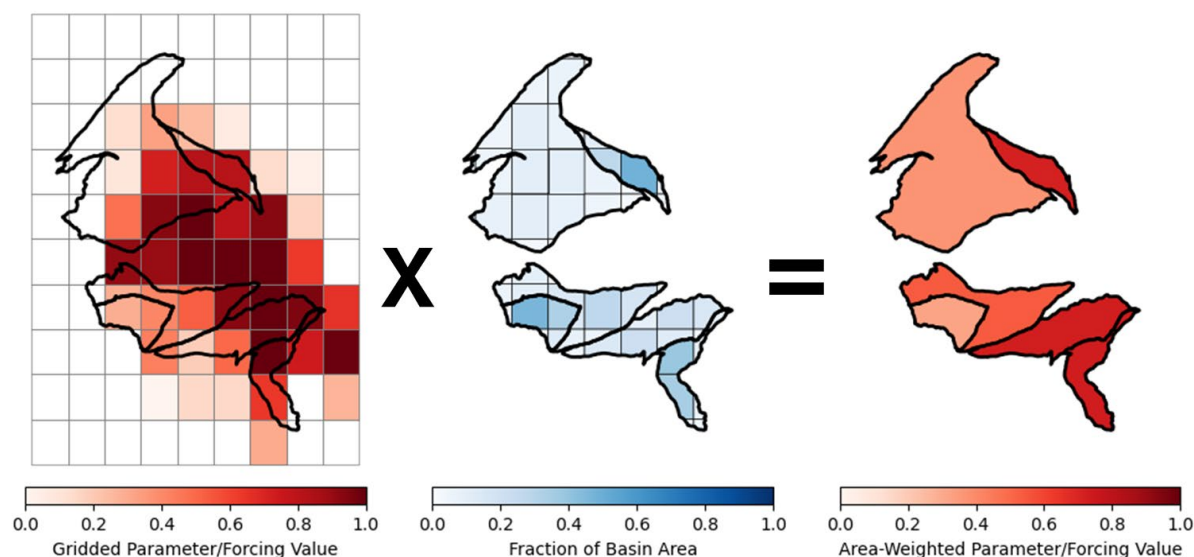 X =
0.0 0.2 0.4 0.6 0.8 1.0 0.0 0.2 0.4 0.6 0.8 1.0 0.0 0.2 0.4 0.6 0.8 1.0
Gridded Parameter/Forcing Value Fraction of Basin Area Area-Weighted Parameter/Forcing Value